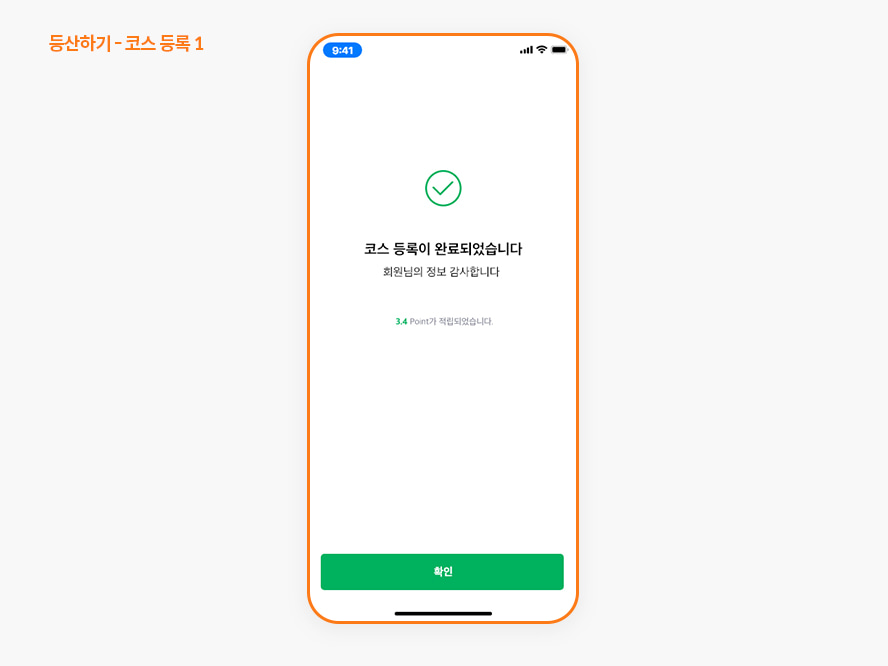 등산하기 - 코스 등록 1
9:41
코스 등록이 완료되었습니다
회원님의 정보 감사합니다
3.4 Point가 적립되었습니다.
확인